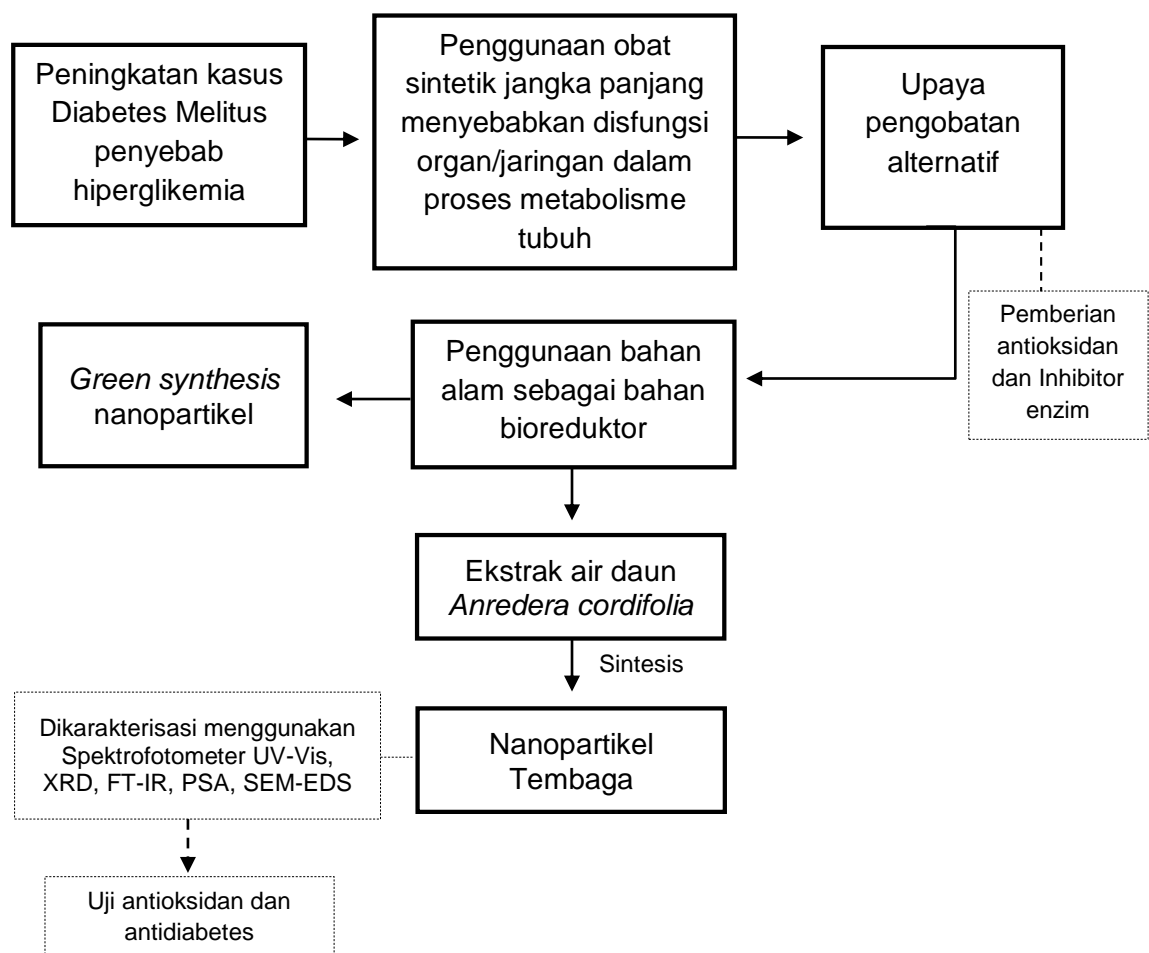 Peningkatan kasus
Diabetes Melitus
penyebab
hiperglikemia
Penggunaan obat
sintetik jangka panjang
menyebabkan disfungsi
organ/jaringan dalam
proses metabolisme
tubuh
Upaya
pengobatan
alternatif
Pemberian
antioksidan
dan Inhibitor
enzim
Penggunaan bahan
alam sebagai bahan
bioreduktor
Green synthesis
nanopartikel
Ekstrak air daun
Anredera cordifolia
Sintesis
Nanopartikel
Tembaga
Dikarakterisasi menggunakan
Spektrofotometer UV-Vis,
XRD, FT-IR, PSA, SEM-EDS
Uji antioksidan dan
antidiabetes